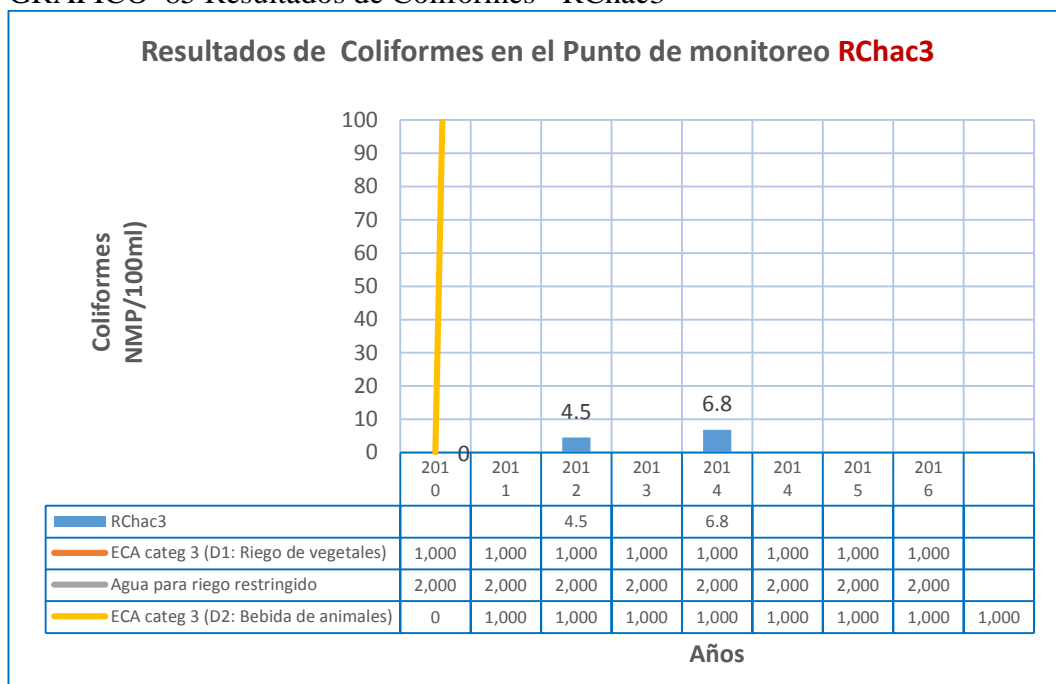 GRÁFICO 85 Resultados de Coliformes - RChac3
Resultados de Coliformes en el Punto de monitoreo RChac3
Coliformes
NMP/100ml)
100
90
80
70
60
50
40
30
20
10
0
0
4.5
6.8
201 201 201 201 201 201 201 201
0 1 2 3 4 4 5 6
RChac3 4.5 6.8
ECA categ 3 (D1: Riego de vegetales) 1,000 1,000 1,000 1,000 1,000 1,000 1,000 1,000
Agua para riego restringido 2,000 2,000 2,000 2,000 2,000 2,000 2,000 2,000
ECA categ 3 (D2: Bebida de animales) 0 1,000 1,000 1,000 1,000 1,000 1,000 1,000 1,000
Años